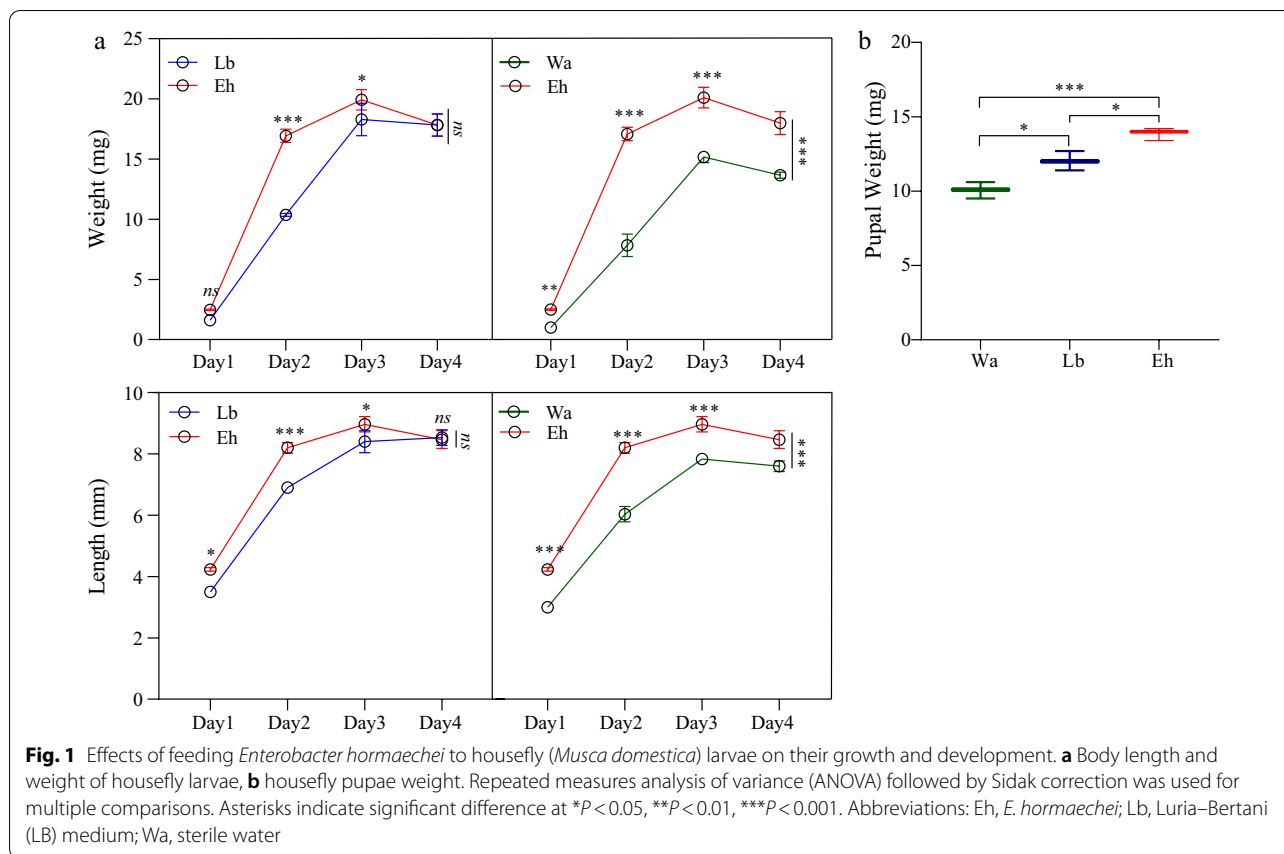 a
25
20
15
10
5
0
Weight (mg)
Lb
Eh
ns
***
*
ns
Day1 Day2 Day3 Day4
Wa
Eh
**
***
***
***
Day1 Day2 Day3 Day4
b
20
15
10
5
0
Pupal Weight (mg)
***
*
*
Wa Lb Eh
10
8
6
4
2
0
Length (mm)
Lb
Eh
*
***
*
ns
ns
Day1 Day2 Day3 Day4
Wa
Eh
***
***
***
***
Day1 Day2 Day3 Day4
Fig. 1 Effects of feeding Enterobacter hormaechei to housefly (Musca domestica) larvae on their growth and development. a Body length and
weight of housefly larvae, b housefly pupae weight. Repeated measures analysis of variance (ANOVA) followed by Sidak correction was used for
multiple comparisons. Asterisks indicate significant difference at *P < 0.05, **P < 0.01, ***P < 0.001. Abbreviations: Eh, E. hormaechei; Lb, Luria–Bertani
(LB) medium; Wa, sterile water